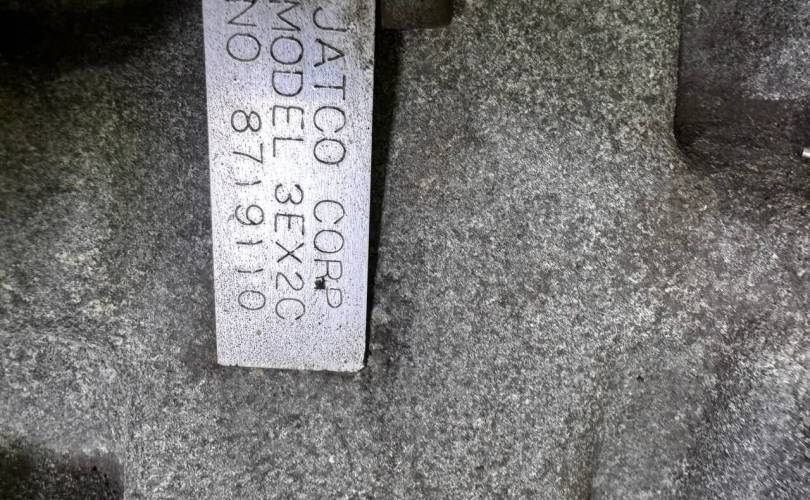 JATCO CORP
MODEL 3EX2C
NO. 8719110